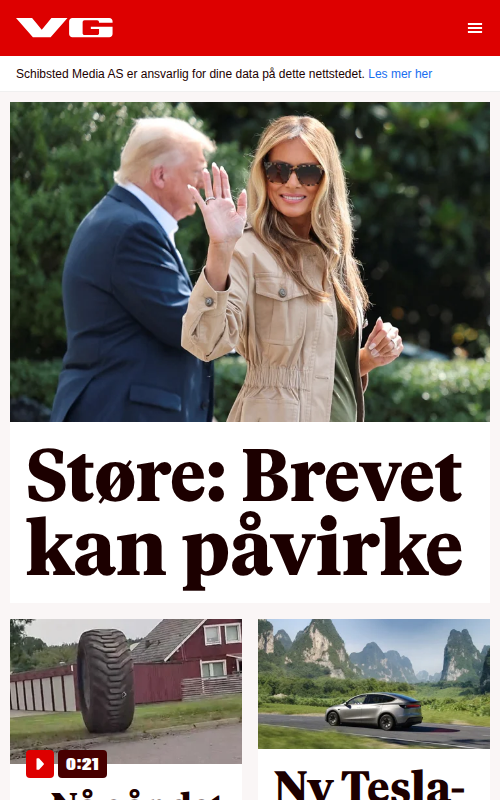 VG
Schibsted Media AS er ansvarlig for dine data på dette nettstedet. Les mer her
Støre: Brevet
kan påvirke
0:21
Ny Tesla-